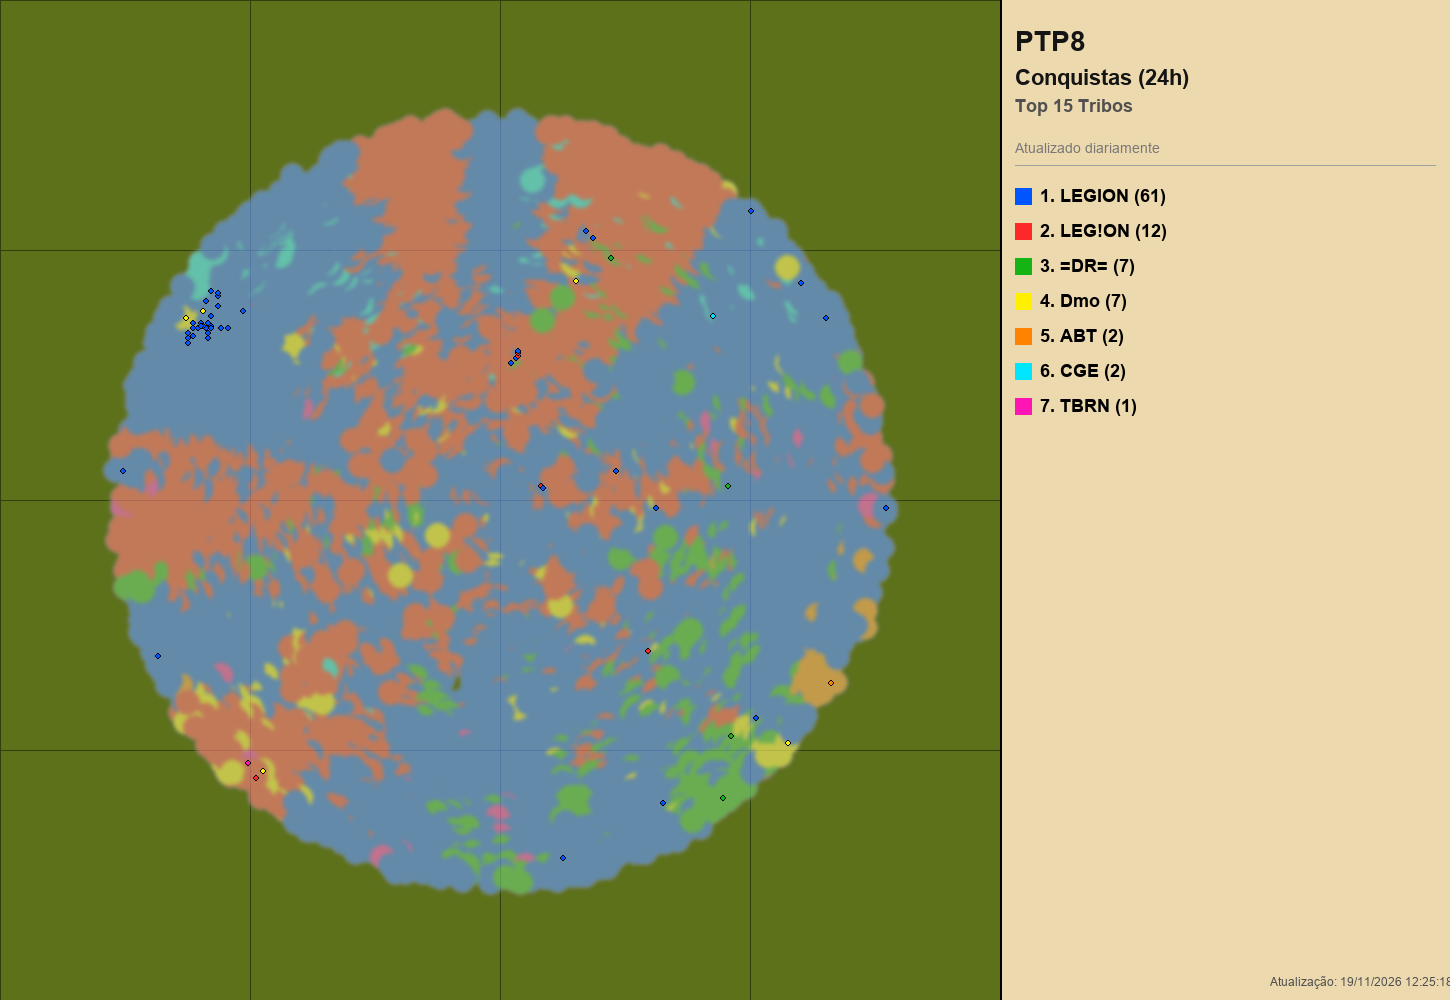 PTP8
Conquistas (24h)
Top 15 Tribos
Atualizado diariamente
1. LEGION (61)
2. LEG!ON (12)
3. =DR= (7)
4. Dmo (7)
5. ABT (2)
6. CGE (2)
7. TBRN (1)
Atualização: 19/11/2026 12:25:18